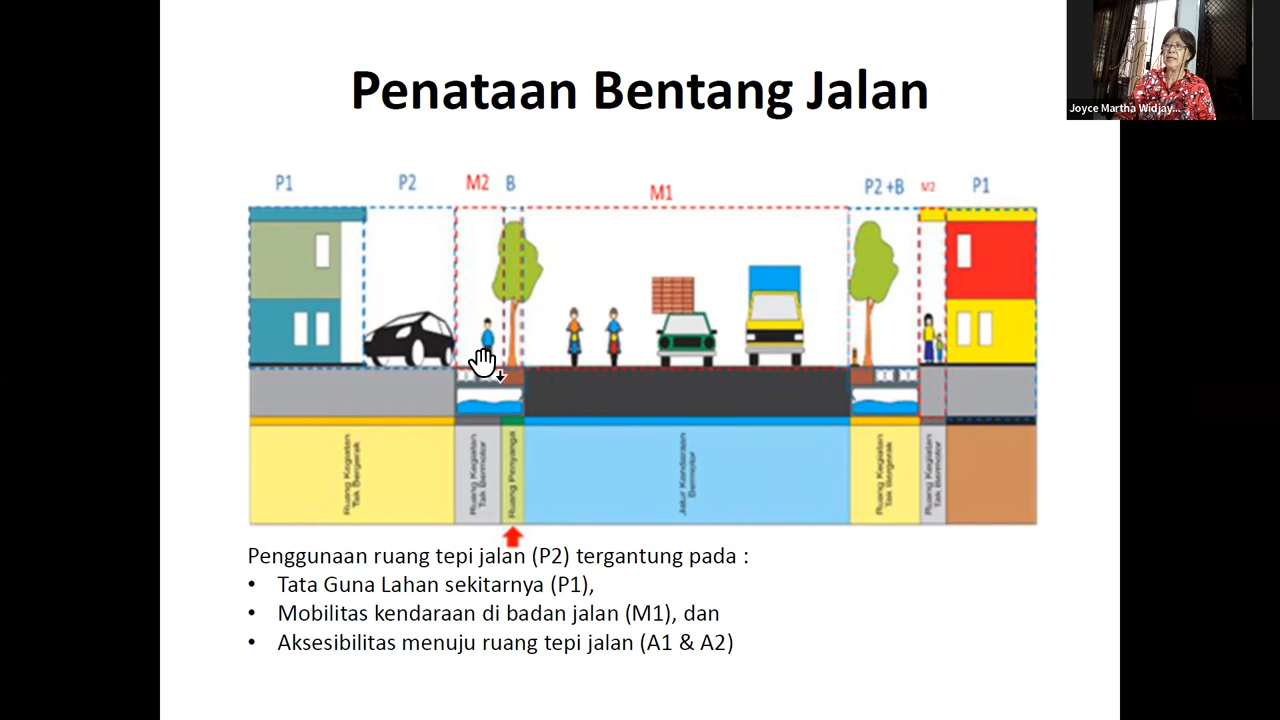 Penataan Bentang Jalan
Joyce Martha Widjay...
P1
P2
M2
B
M1
P2 +B
M2
P1
Ruang Kegiatan
Tak Bergerak
Ruang Kegiatan
Tak Bermotor
Ruang Penyangga
Jalur Kendaraan
Bermotor
Ruang Kegiatan
Tak Bergerak
Ruang Kegiatan
Tak Bermotor
Penggunaan ruang tepi jalan (P2) tergantung pada :
• Tata Guna Lahan sekitarnya (P1),
• Mobilitas kendaraan di badan jalan (M1), dan
• Aksesibilitas menuju ruang tepi jalan (A1 & A2)